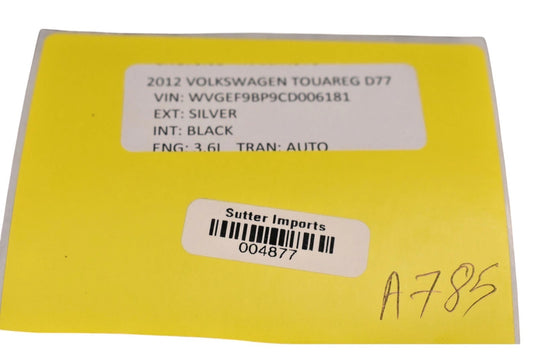 2012 VOLKSWAGEN TOUAREG D77
VIN: WVGEF9BP9CD006181
EXT: SILVER
INT: BLACK
ENG: 3.6L TRAN: AUTO
Sutter Imports
004877
A785